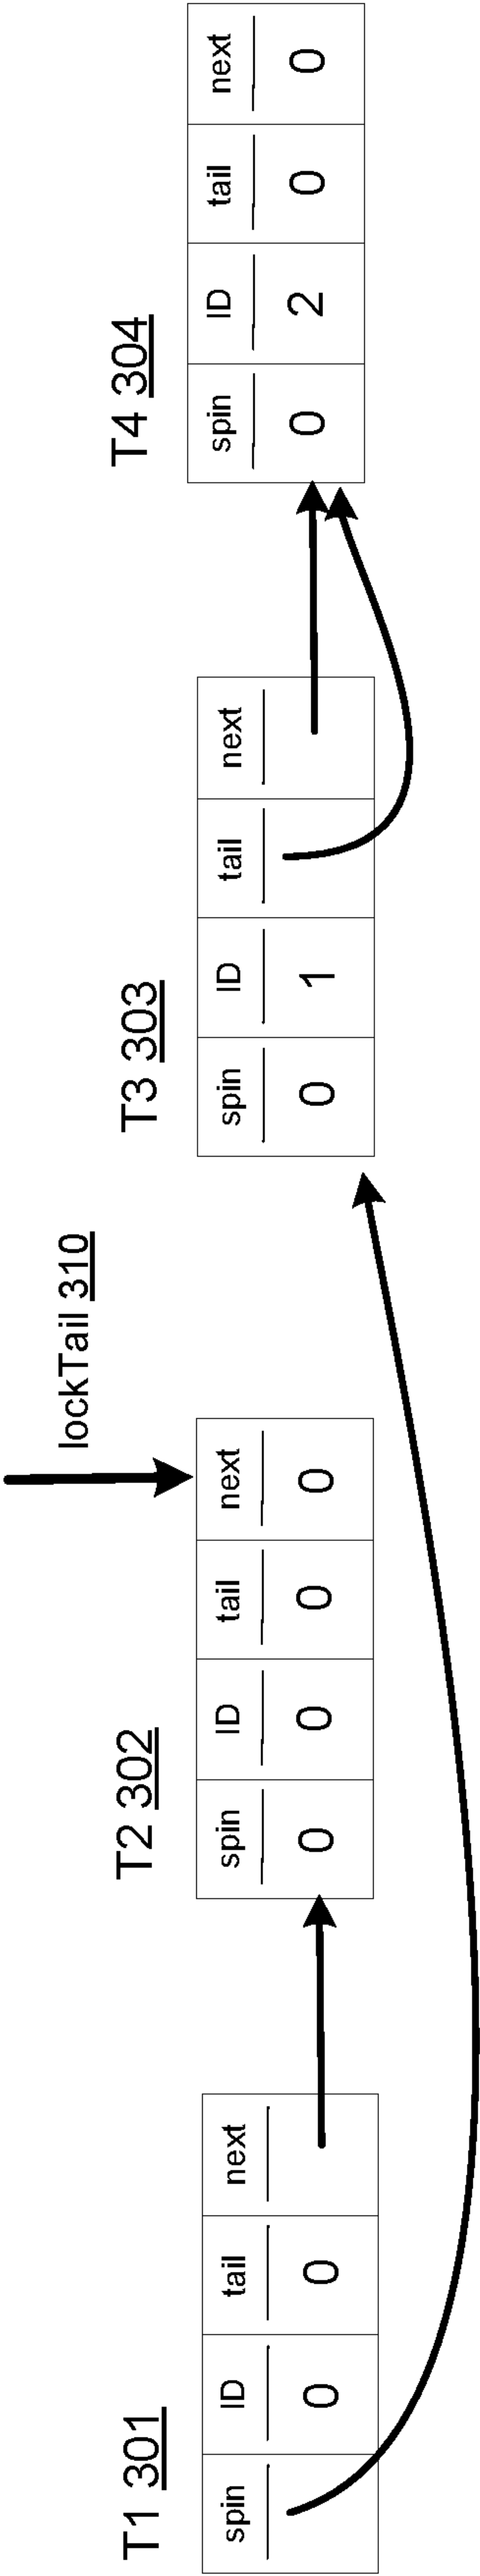 lockTail 310
T1 301
T2 302
T3 303
T4 304
spin ID tail next
0 0
spin ID tail next
0 0 0 0
spin ID tail next
0 1
spin ID tail next
0 2 0 0